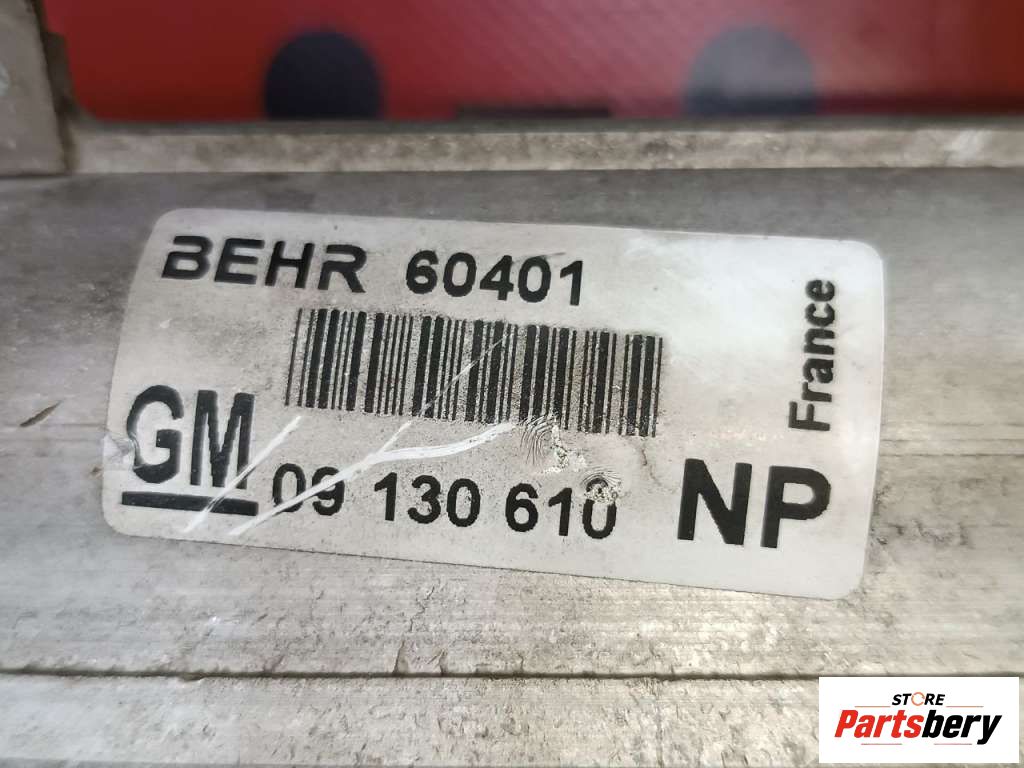 BEHR 60401
France
GM 09 130 610 NP
STORE
Partsbery